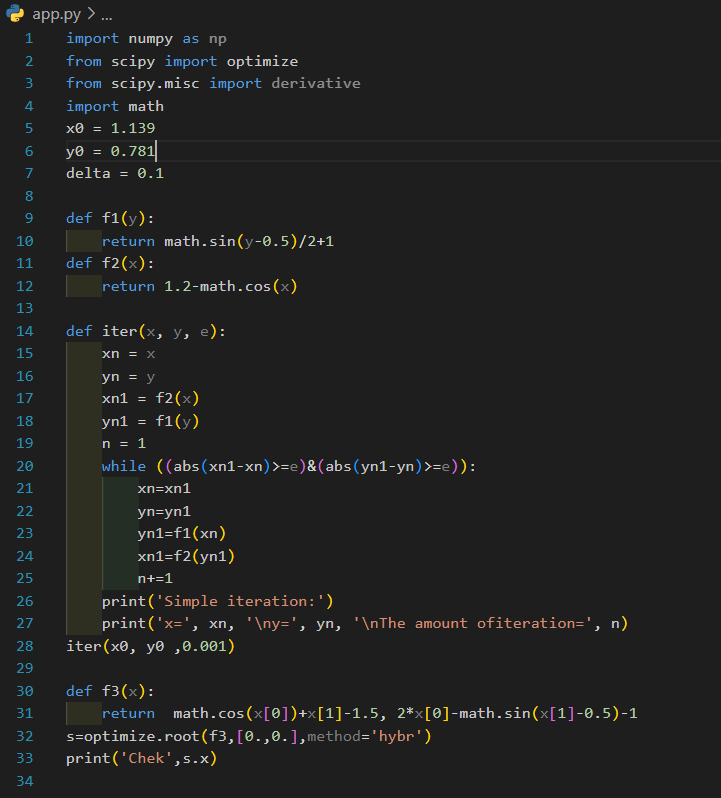 app.py > ...
1 import numpy as np
2 from scipy import optimize
3 from scipy.misc import derivative
4 import math
5 x0 = 1.139
6 y0 = 0.781
7 delta = 0.1
8
9 def f1(y):
10     return math.sin(y-0.5)/2+1
11 def f2(x):
12     return 1.2-math.cos(x)
13
14 def iter(x, y, e):
15     xn = x
16     yn = y
17     xn1 = f2(x)
18     yn1 = f1(y)
19     n = 1
20     while ((abs(xn1-xn)>=e)&(abs(yn1-yn)>=e)):
21         xn=xn1
22         yn=yn1
23         yn1=f1(xn)
24         xn1=f2(yn1)
25         n+=1
26     print('Simple iteration:')
27     print('x=', xn, '\ny=', yn, '\nThe amount ofiteration=', n)
28 iter(x0, y0 ,0.001)
29
30 def f3(x):
31     return  math.cos(x[0])+x[1]-1.5, 2*x[0]-math.sin(x[1]-0.5)-1
32 s=optimize.root(f3,[0.,0.],method='hybr')
33 print('Chek',s.x)
34